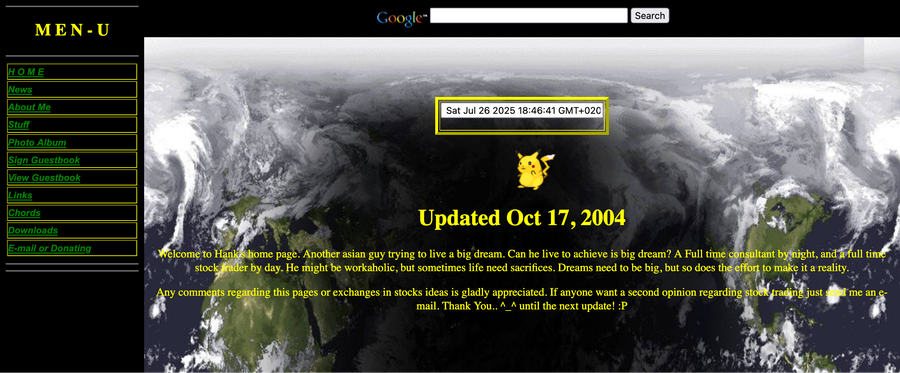 Google™ Search
M E N - U
H O M E
News
About Me
Stuff
Photo Album
Sign Guestbook
View Guestbook
Links
Chords
Downloads
E-mail or Donating
Sat Jul 26 2025 18:46:41 GMT+020
Updated Oct 17, 2004
Welcome to Hank's home page. Another asian guy trying to live a big dream. Can he live to achieve is big dream? A Full time consultant by night, and a full time
stock trader by day. He might be workaholic, but sometimes life need sacrifices. Dreams need to be big, but so does the effort to make it a reality.
Any comments regarding this pages or exchanges in stocks ideas is gladly appreciated. If anyone want a second opinion regarding stock trading just send me an e-
mail. Thank You.. ^_^ until the next update! :P